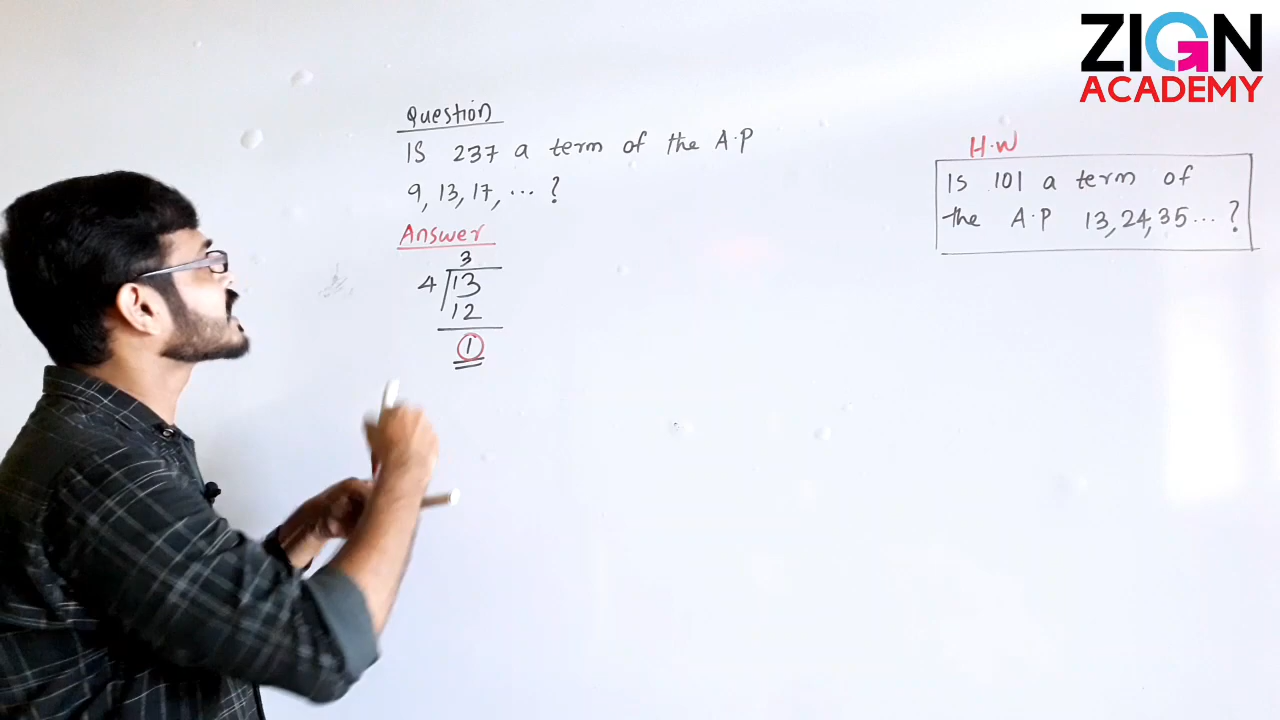 ZIGN
ACADEMY
Question
IS 237 a term of the A.P
9, 13, 17, ... ?
Answer
3
4 13
12
1
H.W
IS 101 a term of
the A.P 13, 24, 35... ?